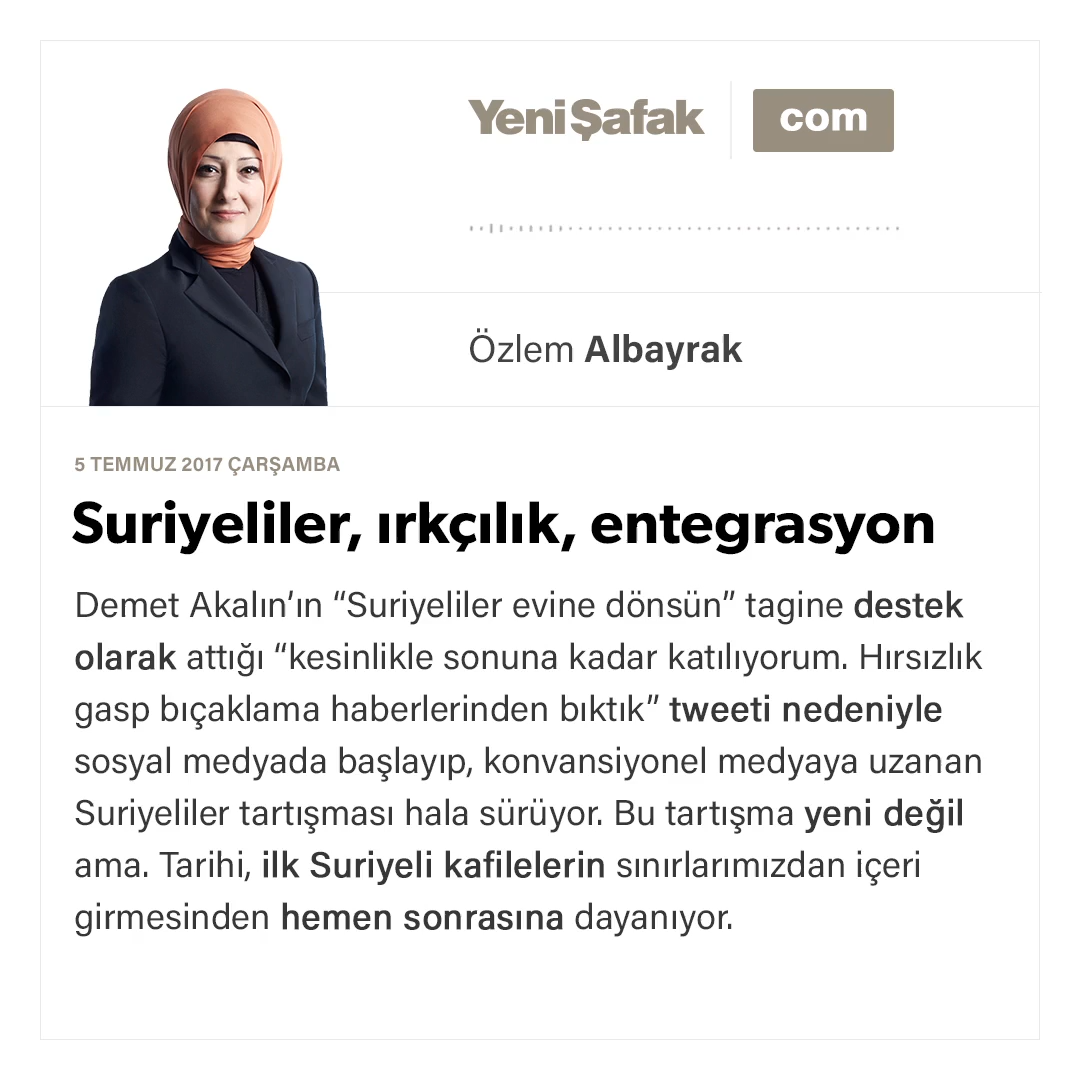 YeniŞafak com
Özlem Albayrak
5 TEMMUZ 2017 ÇARŞAMBA
Suriyeliler, ırkçılık, entegrasyon
Demet Akalın’ın “Suriyeliler evine dönsün” tagine destek
olarak attığı “kesinlikle sonuna kadar katılıyorum. Hırsızlık
gasp bıçaklama haberlerinden bıktık” tweeti nedeniyle
sosyal medyada başlayıp, konvansiyonel medyaya uzanan
Suriyeliler tartışması hala sürüyor. Bu tartışma yeni değil
ama. Tarihi, ilk Suriyeli kafilelerin sınırlarımızdan içeri
girmesinden hemen sonrasına dayanıyor.